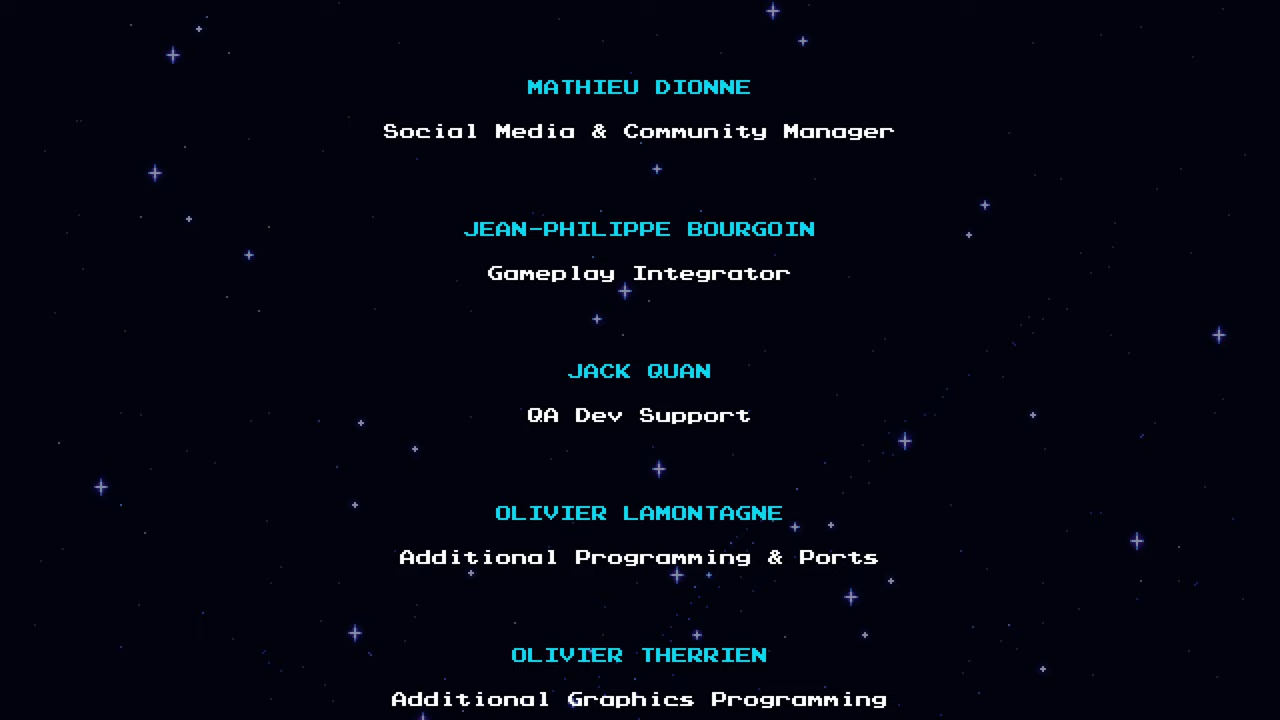 MATHIEU DIONNE
Social Media & Community Manager
JEAN-PHILIPPE BOURGOIN
Gameplay Integrator
JACK QUAN
QA Dev Support
OLIVIER LAMONTAGNE
Additional Programming & Ports
OLIVIER THERRIEN
Additional Graphics Programming